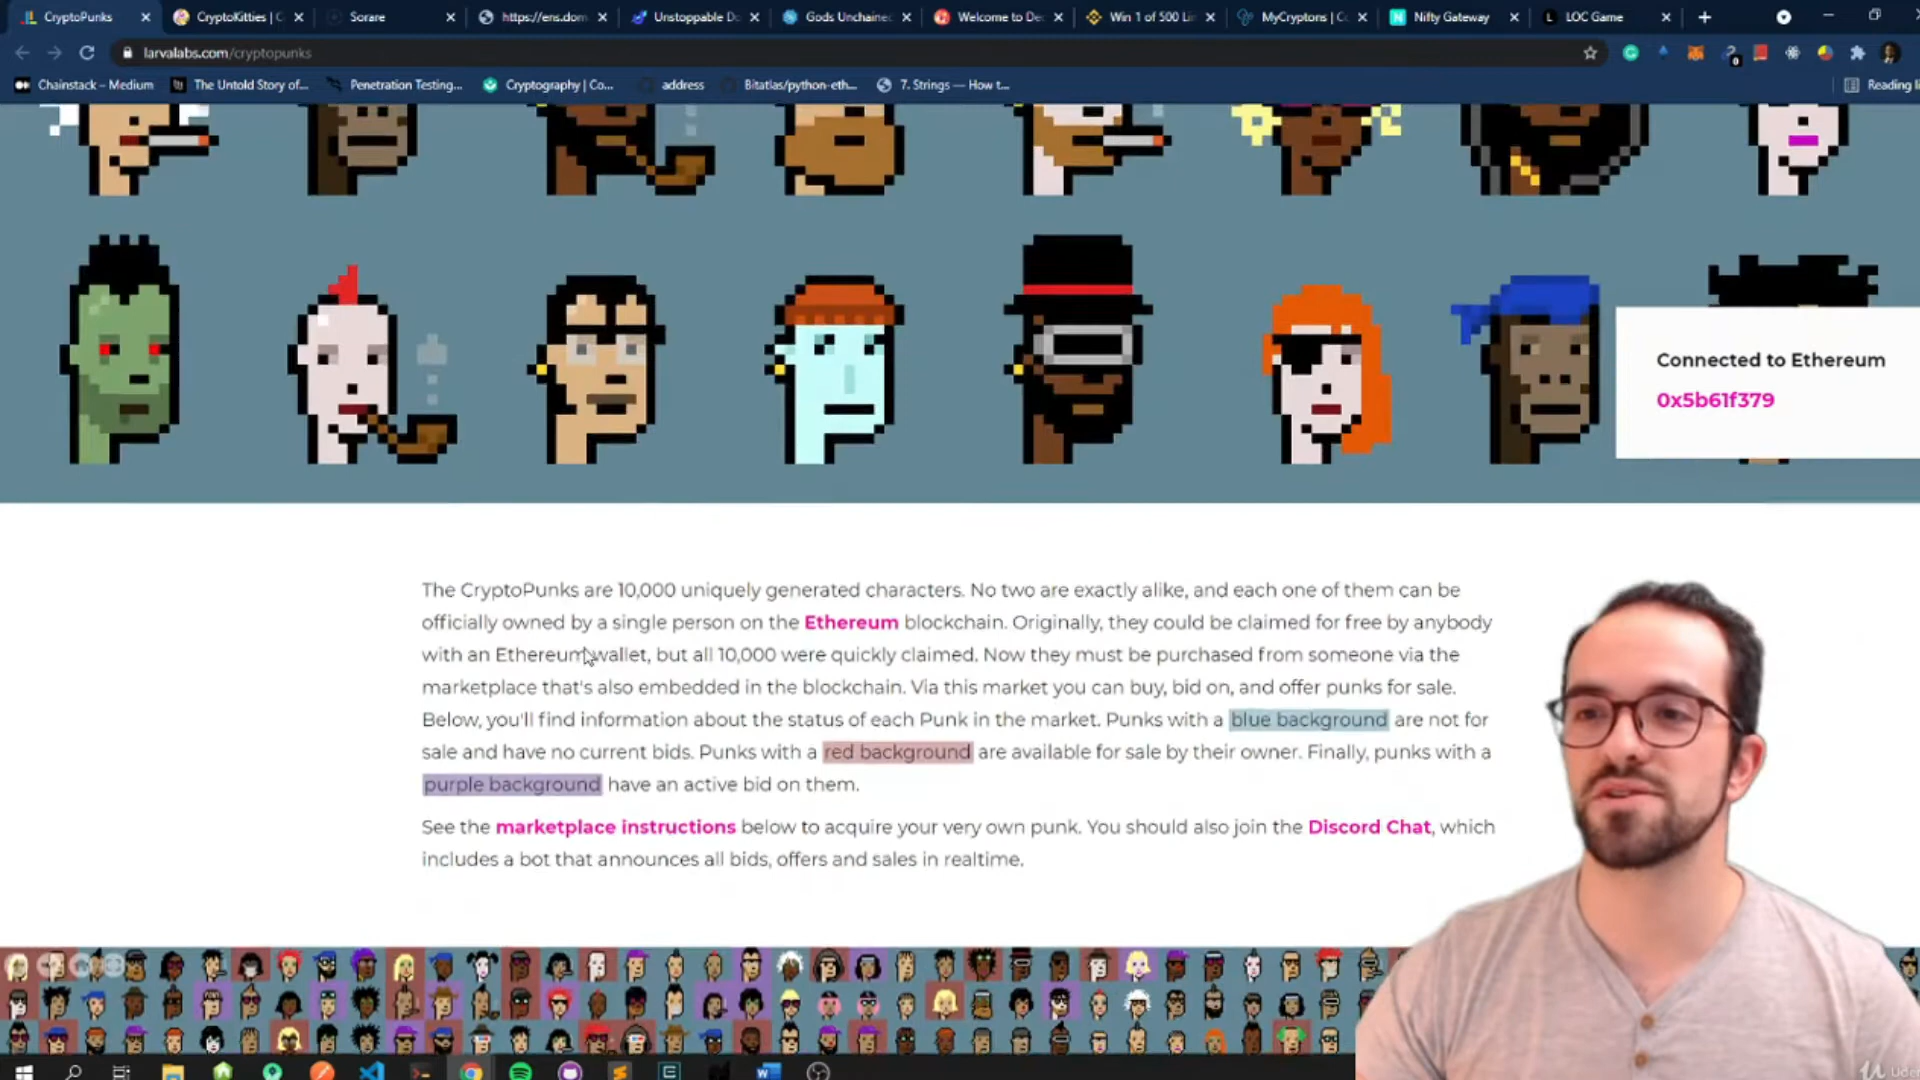 CryptoPunks
CryptoKitties | C
Sorare
https://ens.dom
Unstoppable Do
Gods Unchained
Welcome to Dec
Win 1 of 500 Lin
MyCryptons | Co
Nifty Gateway
LOC Game
larvalabs.com/cryptopunks
Chainstack – Medium
The Untold Story of...
Penetration Testing...
Cryptography | Co...
address
Bitatlas/python-eth...
7. Strings — How t...
Reading li
Connected to Ethereum
0x5b61f379
The CryptoPunks are 10,000 uniquely generated characters. No two are exactly alike, and each one of them can be
officially owned by a single person on the Ethereum blockchain. Originally, they could be claimed for free by anybody
with an Ethereum wallet, but all 10,000 were quickly claimed. Now they must be purchased from someone via the
marketplace that's also embedded in the blockchain. Via this market you can buy, bid on, and offer punks for sale.
Below, you'll find information about the status of each Punk in the market. Punks with a blue background are not for
sale and have no current bids. Punks with a red background are available for sale by their owner. Finally, punks with a
purple background have an active bid on them.
See the marketplace instructions below to acquire your very own punk. You should also join the Discord Chat, which
includes a bot that announces all bids, offers and sales in realtime.